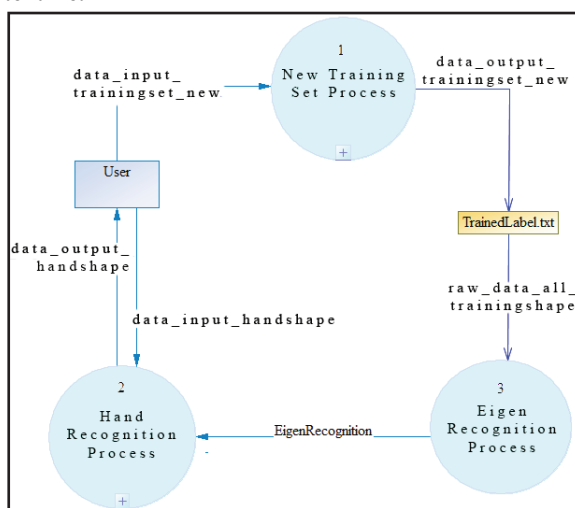 1
New Training
Set Process
data_input_
trainingset_new
data_output_
trainingset_new
User
TrainedLabel.txt
data_output_
handshape
raw_data_all_
trainingshape
data_input_handshape
2
Hand
Recognition
Process
EigenRecognition
3
Eigen
Recognition
Process